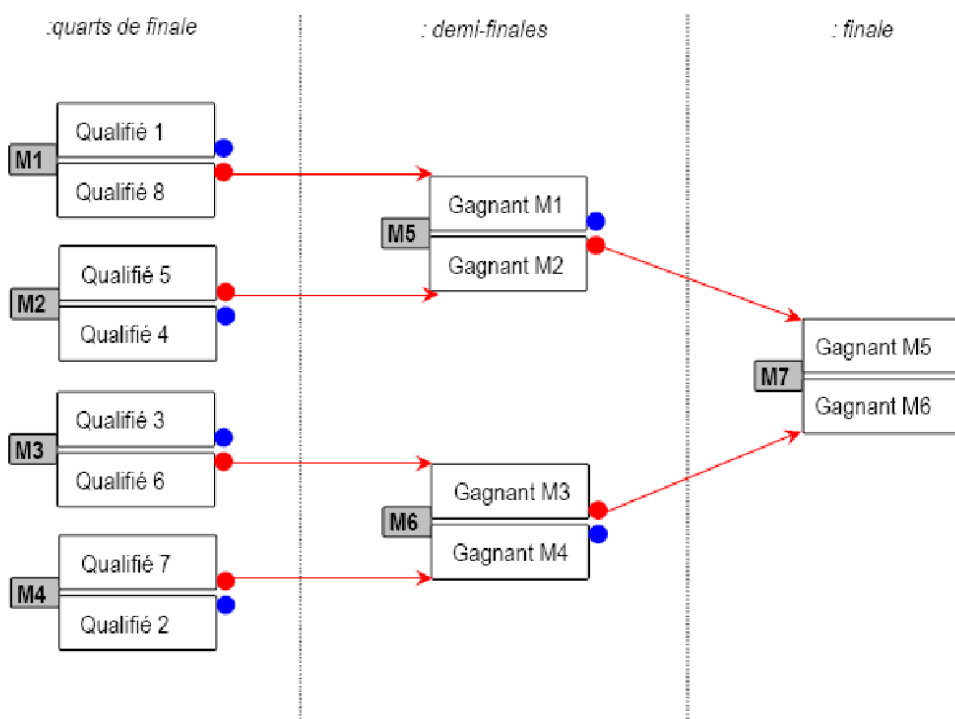 :quarts de finale
: demi-finales
: finale
M1
Qualifié 1
Qualifié 8
M2
Qualifié 5
Qualifié 4
M3
Qualifié 3
Qualifié 6
M4
Qualifié 7
Qualifié 2
M5
Gagnant M1
Gagnant M2
M6
Gagnant M3
Gagnant M4
M7
Gagnant M5
Gagnant M6